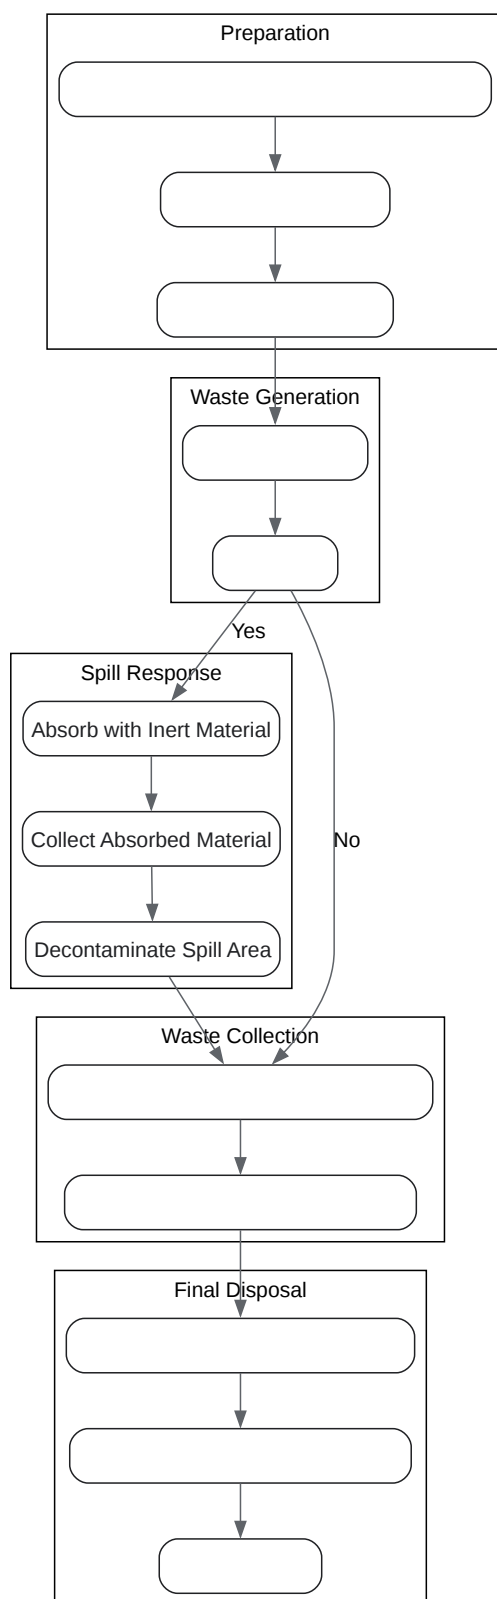 Preparation
Waste Generation
Yes
Spill Response
Absorb with Inert Material
Collect Absorbed Material
No
Decontaminate Spill Area
Waste Collection
Final Disposal